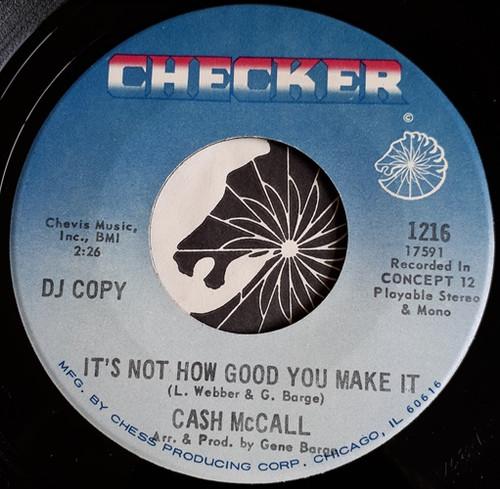 CHECKER
©
Chevis Music,
Inc., BMI
2:26
DJ COPY
1216
17591
Recorded In
CONCEPT 12
Playable Stereo
& Mono
IT'S NOT HOW GOOD YOU MAKE IT
(L. Webber & G. Barge)
CASH McCALL
Arr. & Prod. by Gene Barge
MFG. BY CHESS PRODUCING CORP. CHICAGO, IL 60616